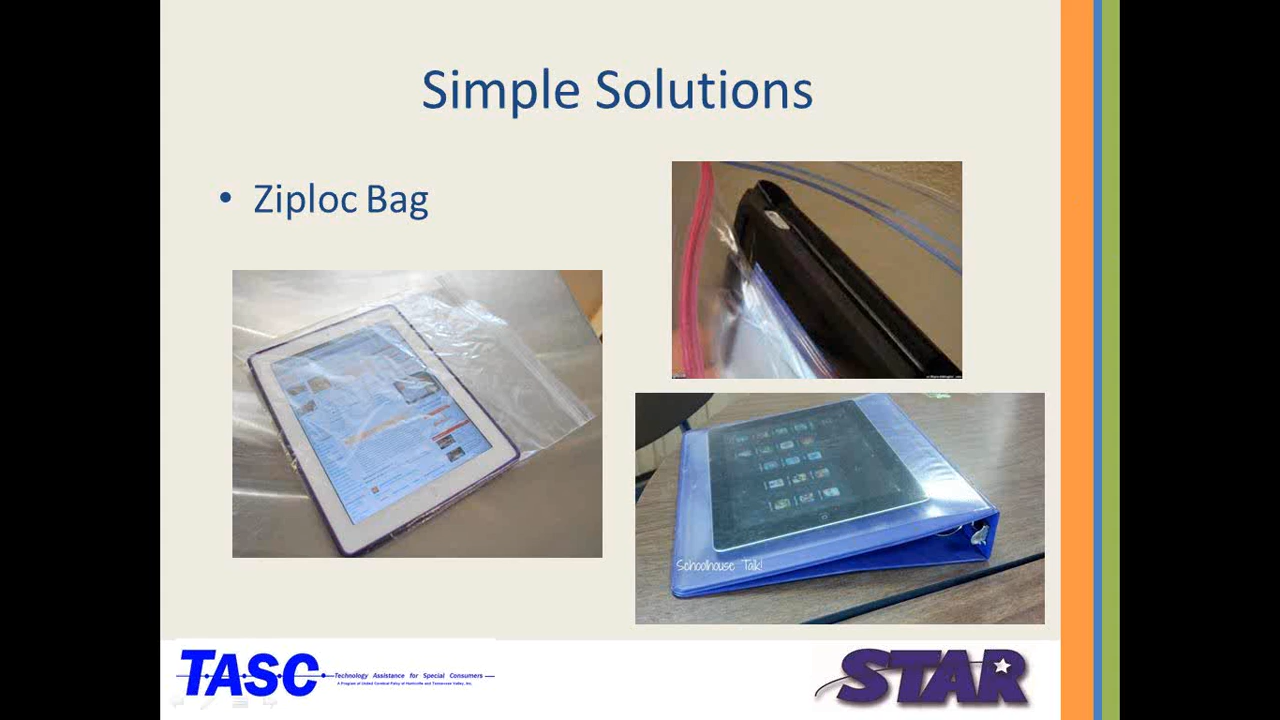 Simple Solutions
• Ziploc Bag
Schoolhouse Talk!
TASC
Technology Assistance for Special Consumers
A Program of United Cerebral Palsy of Huntsville and Tennessee Valley, Inc.
STAR